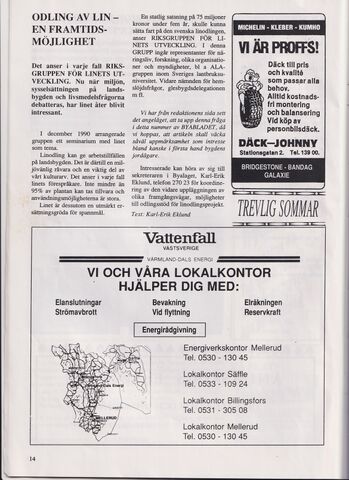 ODLING AV LIN –
EN FRAMTIDS-
MÖJLIGHET
Det anser i varje fall RIKS-
GRUPPEN FÖR LINETS UT-
VECKLING. Nu när miljön,
sysselsättningen på lands-
bygden och livsmedelsfrågorna
debatteras, har linet åter blivit
intressant.
I december 1990 arrangerade
gruppen ett seminarium med linet
som tema.
Linodling kan ge arbetstillfällen
på landsbygden. Det är därtill en mil-
jövänlig råvara och en viktig del av
vårt kulturarv. Det anser i varje fall
linets förespråkare. Inte mindre än
95% av plantan kan tas tillvara och
användningsmöjligheterna är stora.
Linet är dessutom en utmärkt er-
sättningsgröda för spannmål.
En statlig satsning på 75 miljoner
kronor under fem år, skulle kunna
sätta fart på den svenska linodlingen,
anser RIKSGRUPPEN FÖR LI-
NETS UTVECKLING. I denna
GRUPP ingår representanter för nä-
ringsliv, forskning, olika organisatio-
ner och myndigheter, bl a ALA-
gruppen inom Sveriges lantbruksu-
niversitet. Vidare nämnden för hem-
slöjdsfrågor, glesbygdsdelegationen
m fl.
Vi har från redaktionens sida sett
det angeläget, att ta upp denna fråga
i detta nummer av BYABLADET, då
vi hoppas, att artikeln skall väcka
såväl uppmärksamhet som intresse
bland kanske i första hand bygdens
jordägare.
Intresserade kan höra av sig till
sekreteraren i Byalaget, Karl-Erik
Eklund, telefon 270 23 för koordine-
ring av den vidare uppläggningen av
olika framgångsvägar, möjligheter
till odlingsstöd för linodlingsprojekt.
Text: Karl-Erik Eklund
MICHELIN - KLEBER - KUMHO
VI ÄR PROFFS!
Däck till pris
och kvalité
som passar alla
behov.
Alltid kostnads-
fri montering
och balansering
Vid köp av
personbilsdäck.
DÄCK-JOHNNY
Stationsgatan 2. Tel. 139 00.
BRIDGESTONE - BANDAG
GALAXIE
TREVLIG SOMMAR
Vattenfall
VÄSTSVERIGE
VÄRMLAND-DALS ENERGI
VI OCH VÅRA LOKALKONTOR
HJÄLPER DIG MED:
Elanslutningar
Bevakning
Elräkningen
Strömavbrott
Vid flyttning
Reservkraft
Energirådgivning
Energiverkskontor Mellerud
Tel. 0530 - 130 45
Lokalkontor Säffle
Tel. 0533 - 109 24
Lokalkontor Billingsfors
Tel. 0531 - 305 08
Lokalkontor Mellerud
Tel. 0530 - 130 45
MELLERUD
14